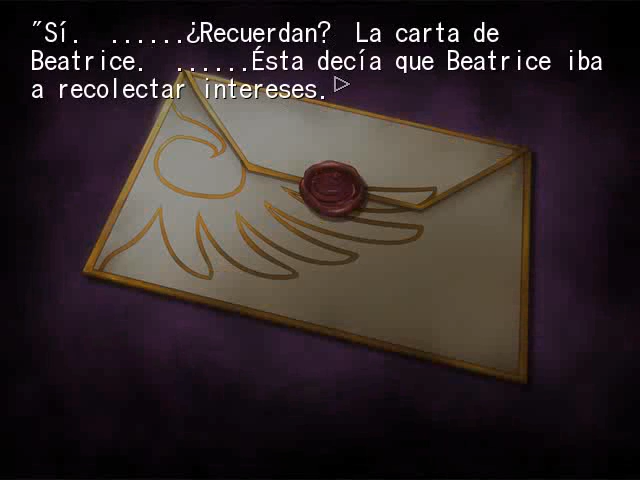 "Sí.  ......¿Recuerdan?  La carta de
Beatrice.  ......Ésta decía que Beatrice iba
a recolectar intereses.